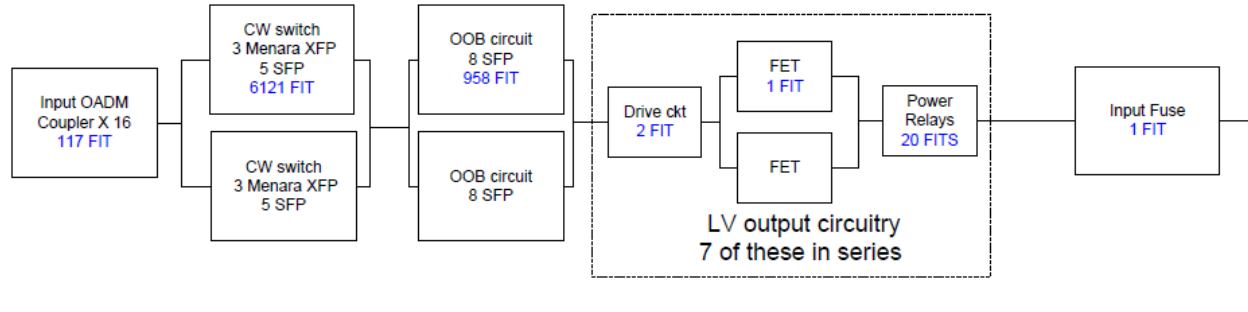 Input OADM
Coupler X 16
117 FIT
CW switch
3 Menara XFP
5 SFP
6121 FIT
CW switch
3 Menara XFP
5 SFP
OOB circuit
8 SFP
958 FIT
OOB circuit
8 SFP
Drive ckt
2 FIT
FET
1 FIT
FET
Power
Relays
20 FITS
LV output circuitry
7 of these in series
Input Fuse
1 FIT